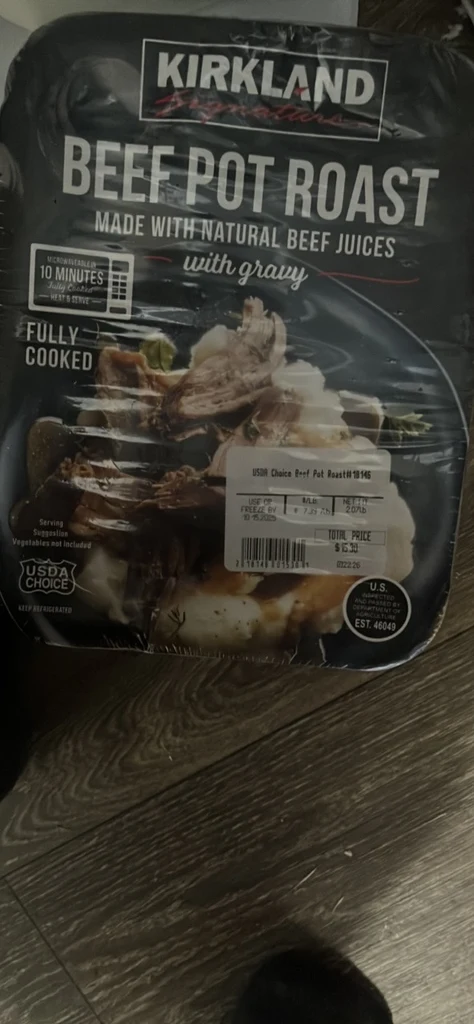 KIRKLAND
Signature
BEEF POT ROAST
MADE WITH NATURAL BEEF JUICES
with gravy
MICROWAVEABLE IN
10 MINUTES
Fully Cooked
HEAT & SERVE
FULLY
COOKED
USDA Choice Beef Pot Roast
USE OR
FREEZE BY
$/LB.
NET
TOTAL PRICE
Serving
Suggestion
Vegetables not included
USDA
CHOICE
KEEP REFRIGERATED
U.S.
INSPECTED
AND PASSED BY
DEPARTMENT OF
AGRICULTURE
EST. 46049